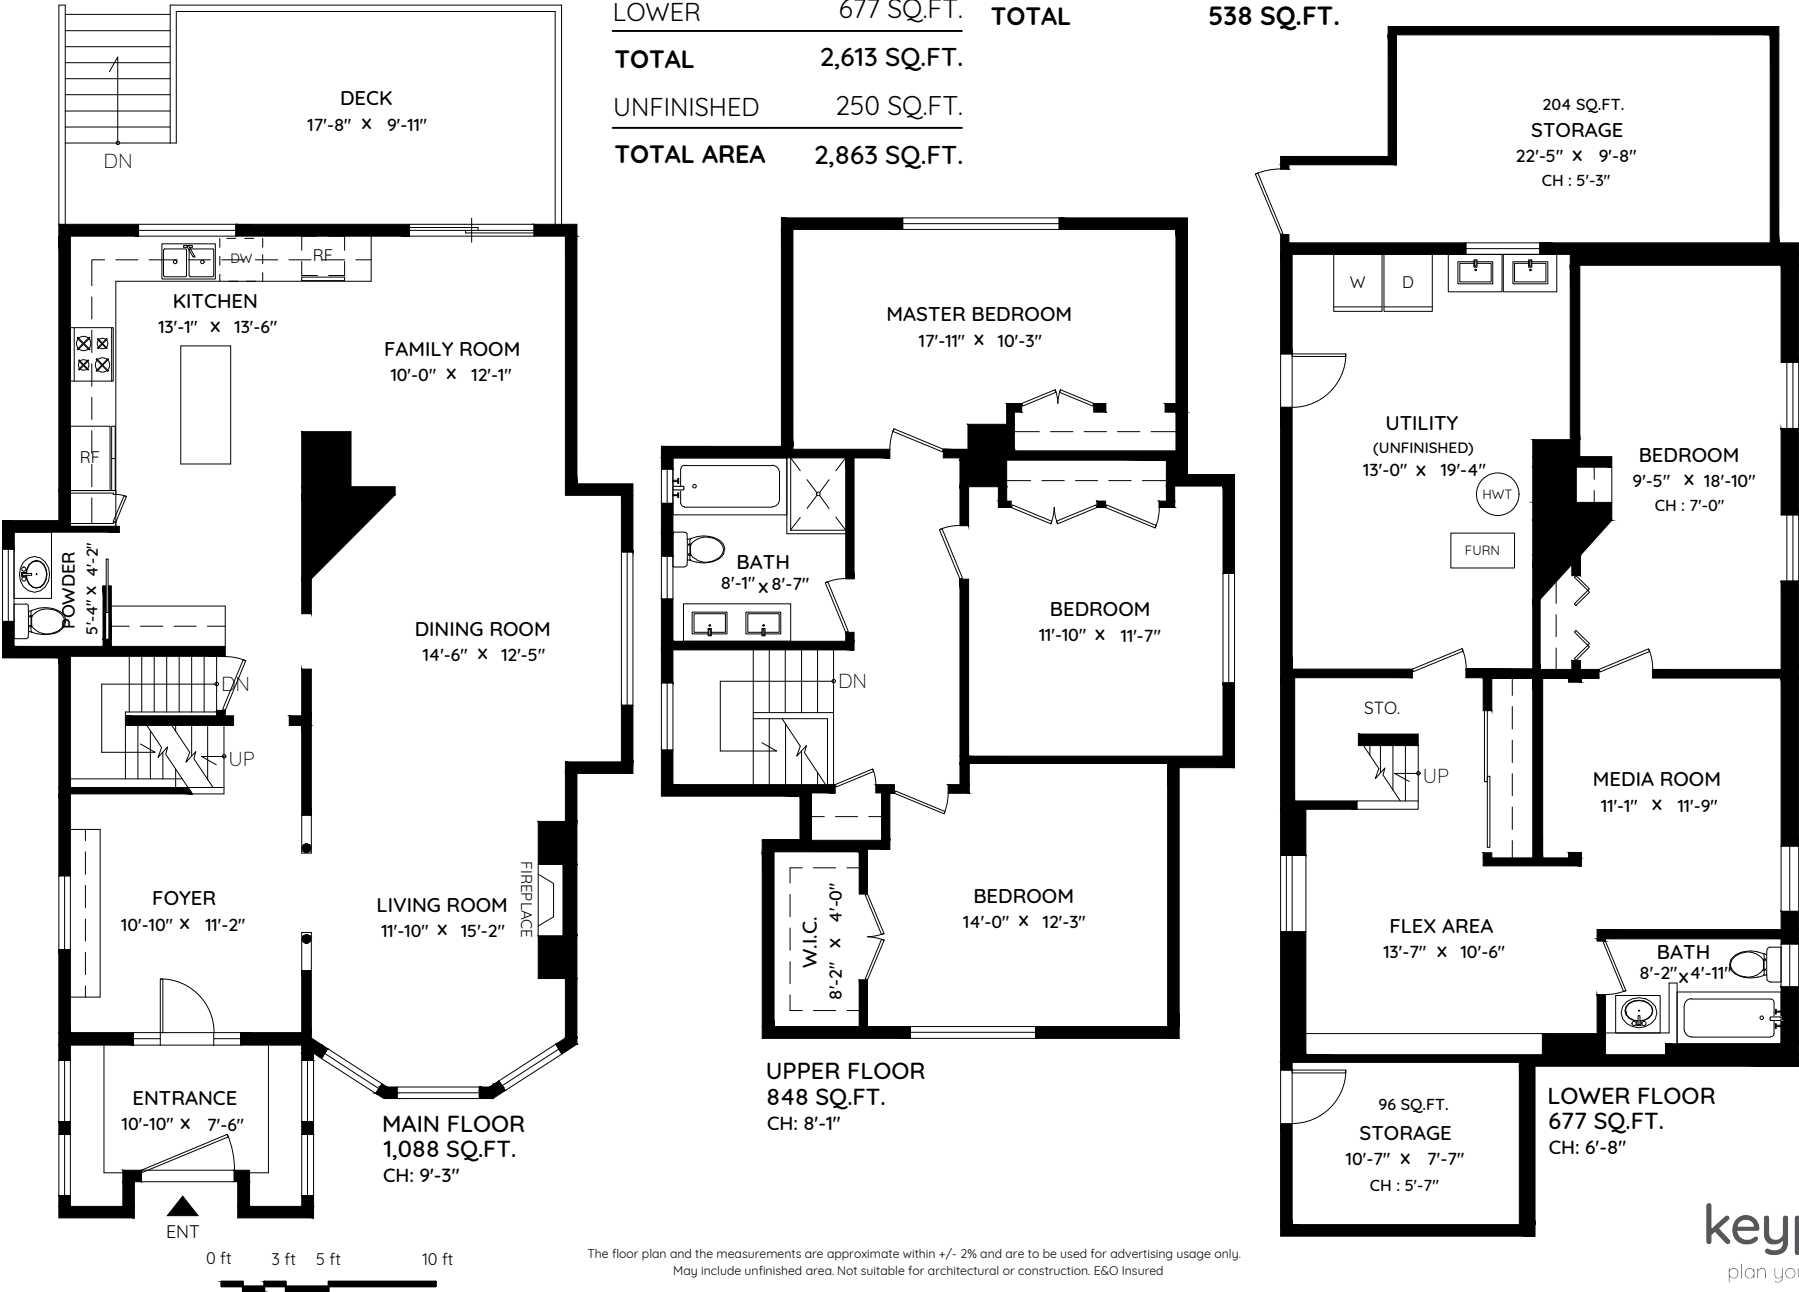 LOWER 677 SQ.FT.
TOTAL 2,613 SQ.FT.
UNFINISHED 250 SQ.FT.
TOTAL AREA 2,863 SQ.FT.
TOTAL 538 SQ.FT.
DECK
17'-8" X 9'-11"
DN
DW
RF
KITCHEN
13'-1" X 13'-6"
FAMILY ROOM
10'-0" X 12'-1"
RF
POWDER
5'-4" X 4'-2"
DINING ROOM
14'-6" X 12'-5"
DN
UP
FOYER
10'-10" X 11'-2"
LIVING ROOM
11'-10" X 15'-2"
FIREPLACE
ENTRANCE
10'-10" X 7'-6"
ENT
MAIN FLOOR
1,088 SQ.FT.
CH: 9'-3"
0 ft 3 ft 5 ft 10 ft
MASTER BEDROOM
17'-11" X 10'-3"
BATH
8'-1" X 8'-7"
BEDROOM
11'-10" X 11'-7"
DN
BEDROOM
14'-0" X 12'-3"
W.I.C.
8'-2" X 4'-0"
UPPER FLOOR
848 SQ.FT.
CH: 8'-1"
204 SQ.FT.
STORAGE
22'-5" X 9'-8"
CH : 5'-3"
W D
UTILITY
(UNFINISHED)
13'-0" X 19'-4"
HWT
FURN
BEDROOM
9'-5" X 18'-10"
CH : 7'-0"
STO.
UP
MEDIA ROOM
11'-1" X 11'-9"
FLEX AREA
13'-7" X 10'-6"
BATH
8'-2" X 4'-11"
96 SQ.FT.
STORAGE
10'-7" X 7'-7"
CH : 5'-7"
LOWER FLOOR
677 SQ.FT.
CH: 6'-8"
The floor plan and the measurements are approximate within +/- 2% and are to be used for advertising usage only.
May include unfinished area. Not suitable for architectural or construction. E&O Insured
plan